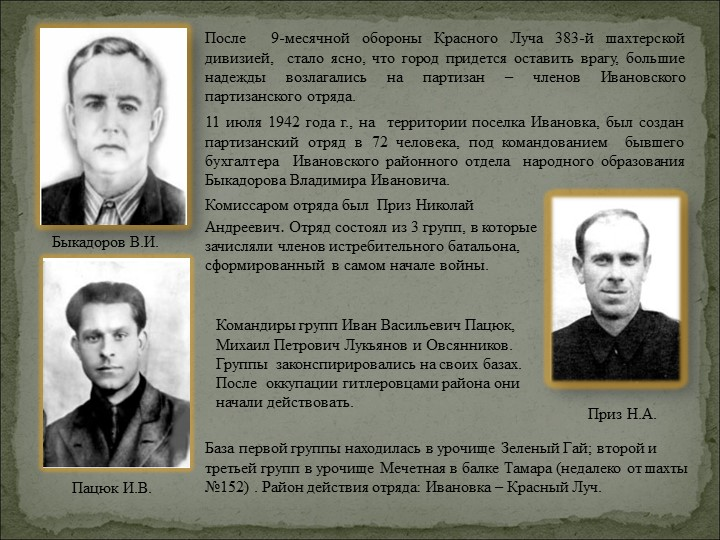 После 9-месячной обороны Красного Луча 383-й шахтерской
дивизией, стало ясно, что город придется оставить врагу, большие
надежды возлагались на партизан – членов Ивановского
партизанского отряда.
11 июля 1942 года г., на территории поселка Ивановка, был создан
партизанский отряд в 72 человека, под командованием бывшего
бухгалтера Ивановского районного отдела народного образования
Быкадорова Владимира Ивановича.
Комиссаром отряда был Приз Николай
Андреевич. Отряд состоял из 3 групп, в которые
зачисляли членов истребительного батальона,
сформированный в самом начале войны.
Быкадоров В.И.
Командиры групп Иван Васильевич Пацюк,
Михаил Петрович Лукьянов и Овсянников.
Группы законспирировались на своих базах.
После оккупации гитлеровцами района они
начали действовать.
Приз Н.А.
База первой группы находилась в урочище Зеленый Гай; второй и
третьей групп в урочище Мечетная в балке Тамара (недалеко от шахты
№152) . Район действия отряда: Ивановка – Красный Луч.
Пацюк И.В.